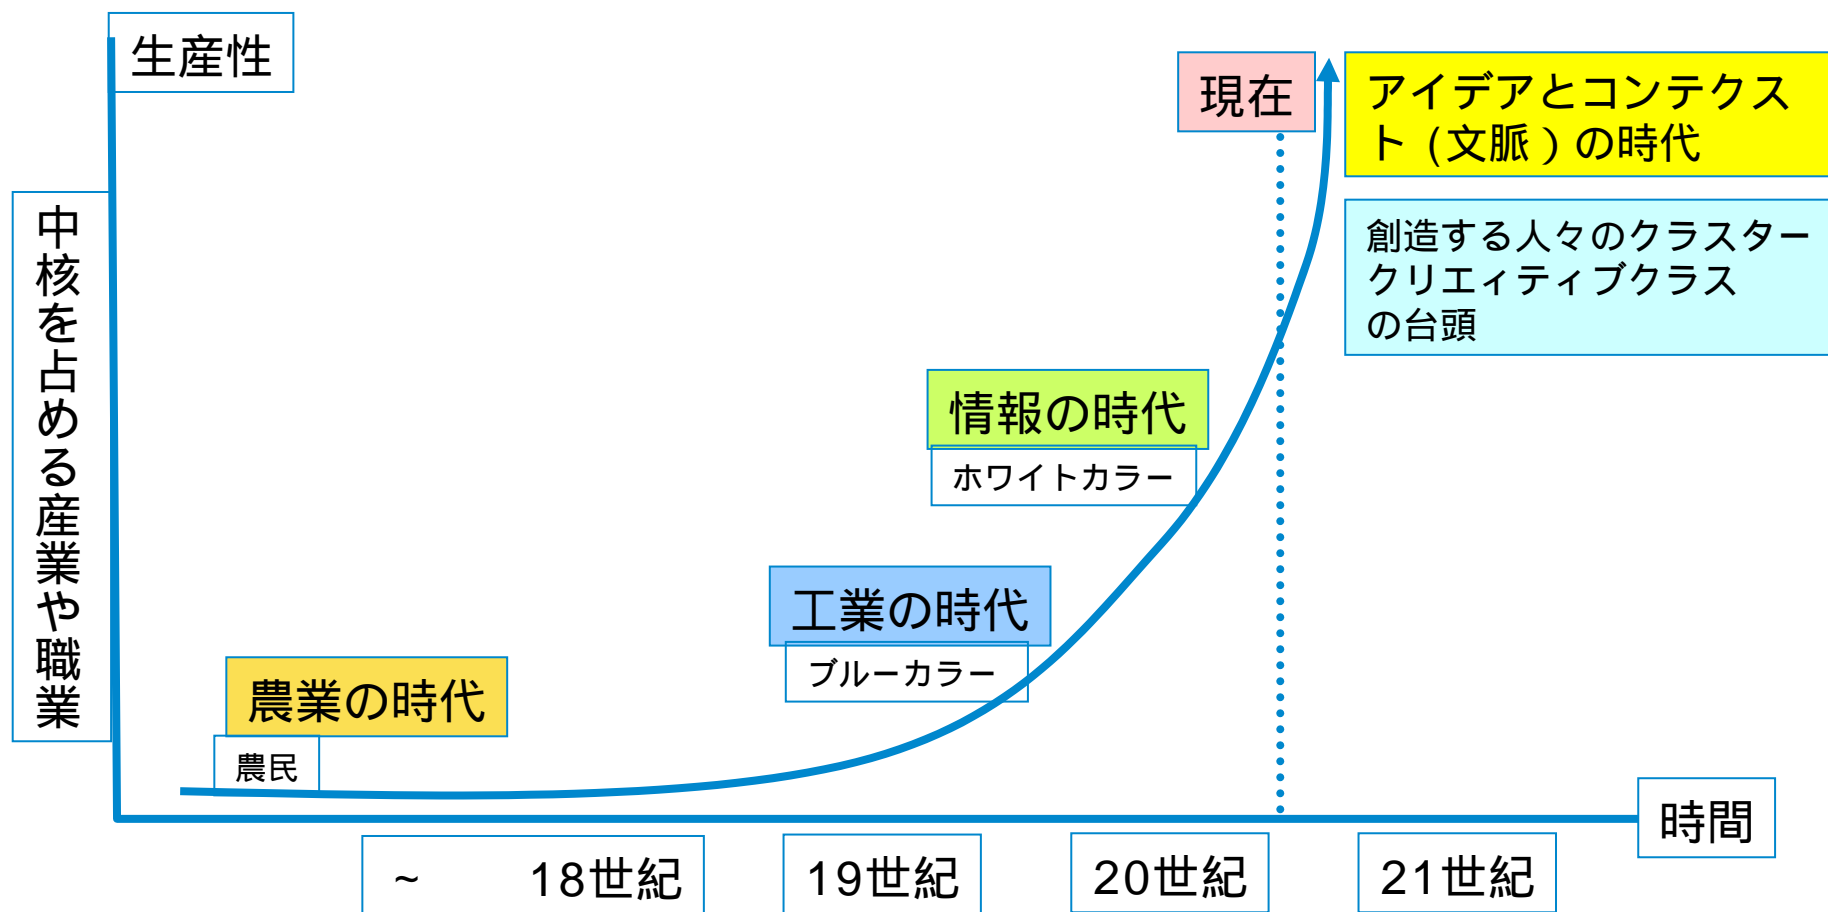 生産性
現在
アイデアとコンテクス
ト(文脈)の時代
中核を占める産業や職業
創造する人々のクラスター
クリエィティブクラス
の台頭
情報の時代
ホワイトカラー
工業の時代
ブルーカラー
農業の時代
農民
時間
~ 18世紀
19世紀
20世紀
21世紀